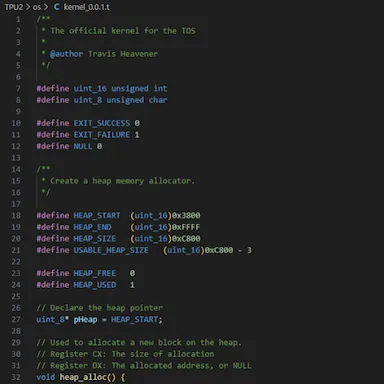 TPU2 > os > C kernel_0.0.1.t
1 /**
2 * The official kernel for the TOS
3 *
4 * @author Travis Heavener
5 */
6
7 #define uint_16 unsigned int
8 #define uint_8 unsigned char
9
10 #define EXIT_SUCCESS 0
11 #define EXIT_FAILURE 1
12 #define NULL 0
13
14 /**
15 * Create a heap memory allocator.
16 */
17
18 #define HEAP_START (uint_16)0x3800
19 #define HEAP_END (uint_16)0xFFFF
20 #define HEAP_SIZE (uint_16)0xC800
21 #define USABLE_HEAP_SIZE (uint_16)0xC800 - 3
22
23 #define HEAP_FREE 0
24 #define HEAP_USED 1
25
26 // Declare the heap pointer
27 uint_8* pHeap = HEAP_START;
28
29 // Used to allocate a new block on the heap.
30 // Register CX: The size of allocation
31 // Register DX: The allocated address, or NULL
32 void heap_alloc() {